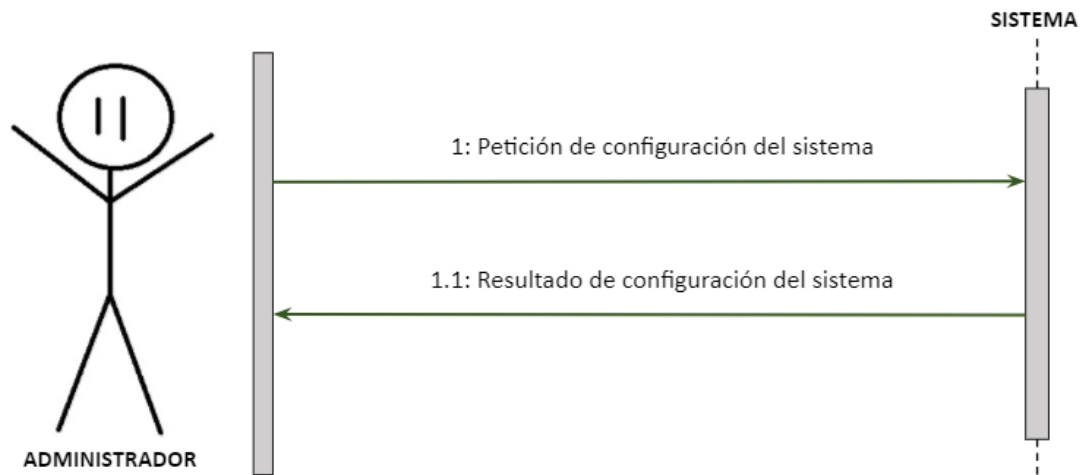 SISTEMA
1: Petición de configuración del sistema
1.1: Resultado de configuración del sistema
ADMINISTRADOR